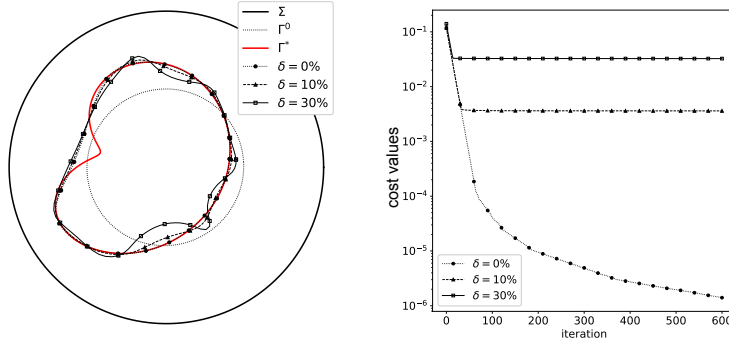 Σ
Γ⁰
Γ*
δ = 0%
δ = 10%
δ = 30%
cost values
10⁻¹
10⁻²
10⁻³
10⁻⁴
10⁻⁵
10⁻⁶
δ = 0%
δ = 10%
δ = 30%
0 100 200 300 400 500 600
iteration